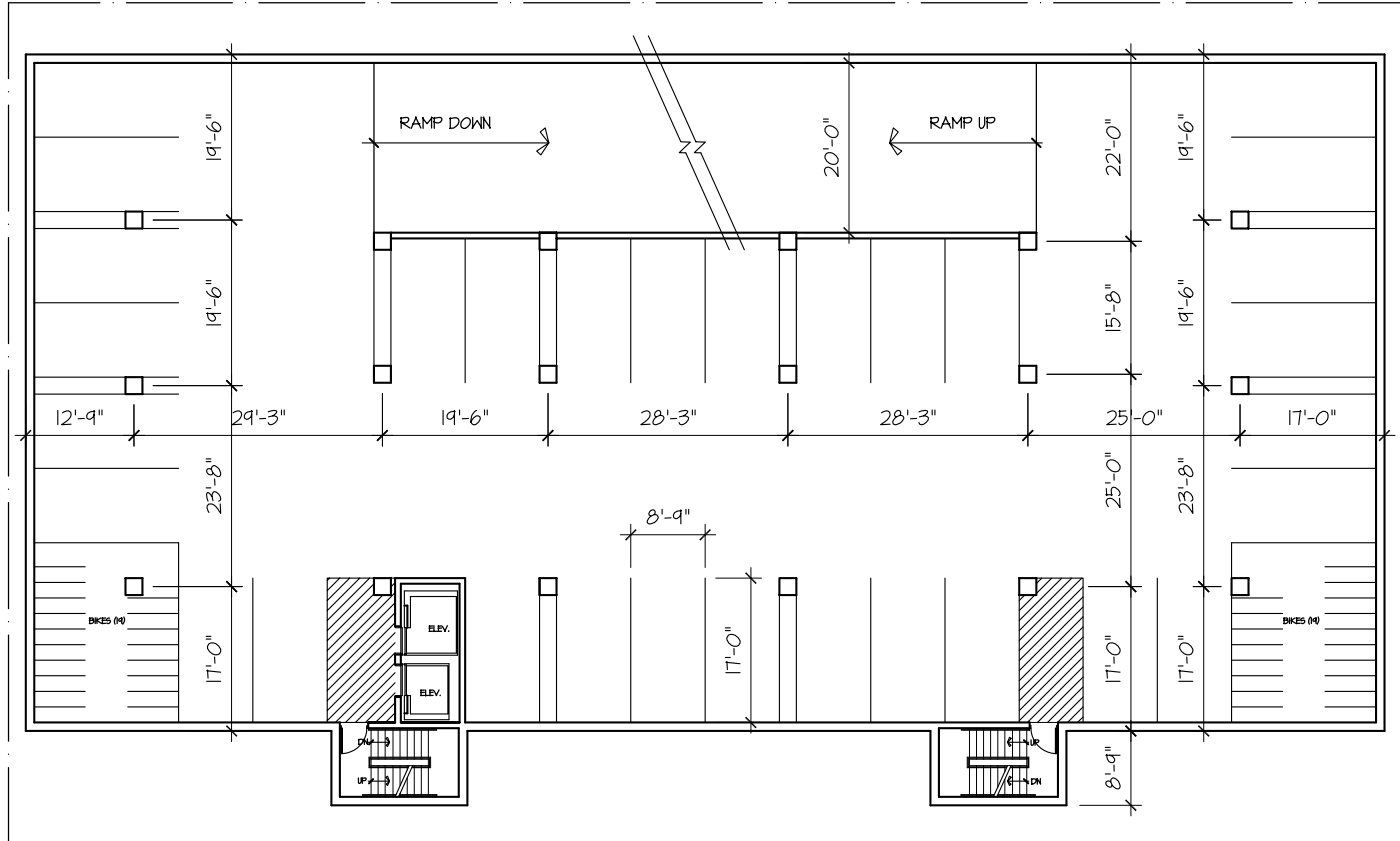 RAMP DOWN
RAMP UP
19'-6"
20'-0"
22'-0"
19'-6"
19'-6"
15'-8"
19'-6"
12'-9"
29'-3"
19'-6"
28'-3"
28'-3"
25'-0"
17'-0"
23'-8"
25'-0"
23'-8"
8'-9"
BIKES (19)
ELEV.
BIKES (19)
17'-0"
17'-0"
17'-0"
17'-0"
ELEV.
DN
UP
UP
DN
8'-9"